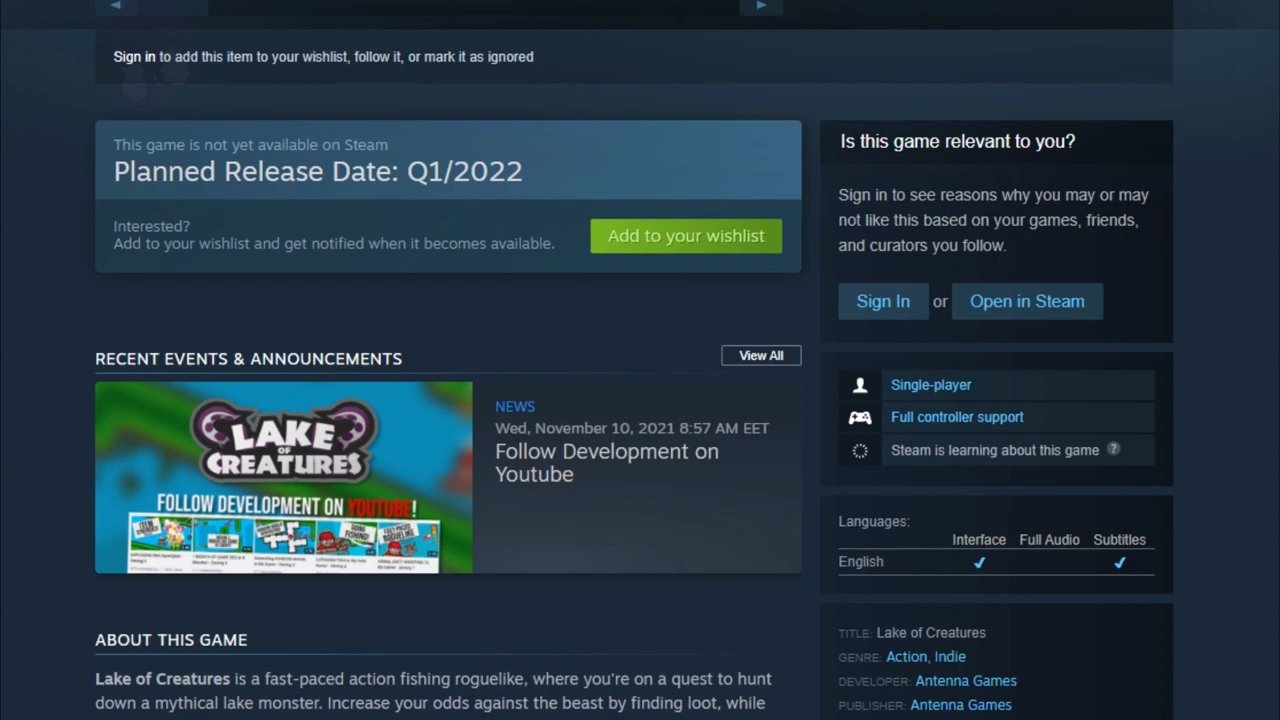 Sign in to add this item to your wishlist, follow it, or mark it as ignored
This game is not yet available on Steam
Planned Release Date: Q1/2022
Interested?
Add to your wishlist and get notified when it becomes available.
Add to your wishlist
RECENT EVENTS & ANNOUNCEMENTS
View All
LAKE
OF
CREATURES
FOLLOW DEVELOPMENT ON YOUTUBE!
NEWS
Wed, November 10, 2021 8:57 AM EET
Follow Development on
Youtube
ABOUT THIS GAME
Lake of Creatures is a fast-paced action fishing roguelike, where you're on a quest to hunt
down a mythical lake monster. Increase your odds against the beast by finding loot, while
Is this game relevant to you?
Sign in to see reasons why you may or may
not like this based on your games, friends,
and curators you follow.
Sign In or Open in Steam
Single-player
Full controller support
Steam is learning about this game ?
Languages:
Interface Full Audio Subtitles
English ✔ ✔
TITLE: Lake of Creatures
GENRE: Action, Indie
DEVELOPER: Antenna Games
PUBLISHER: Antenna Games